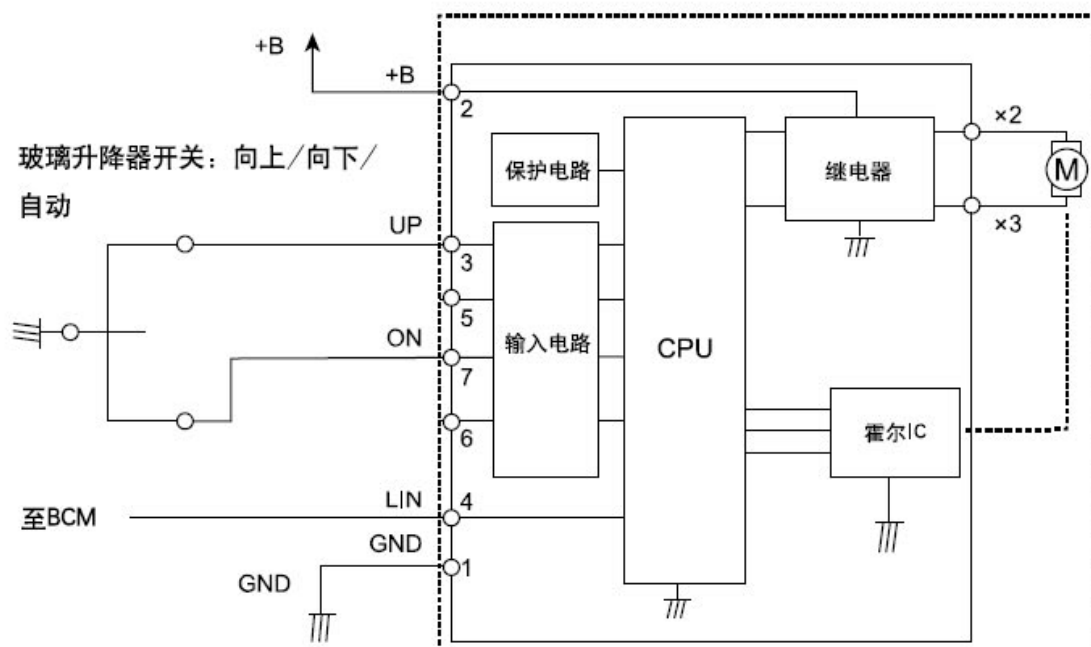 +B
+B
2
×2
玻璃升降器开关：向上/向下/
自动
保护电路
继电器
M
UP
3
×3
5
ON
输入电路
CPU
7
6
霍尔IC
至BCM
LIN
4
GND
1
GND